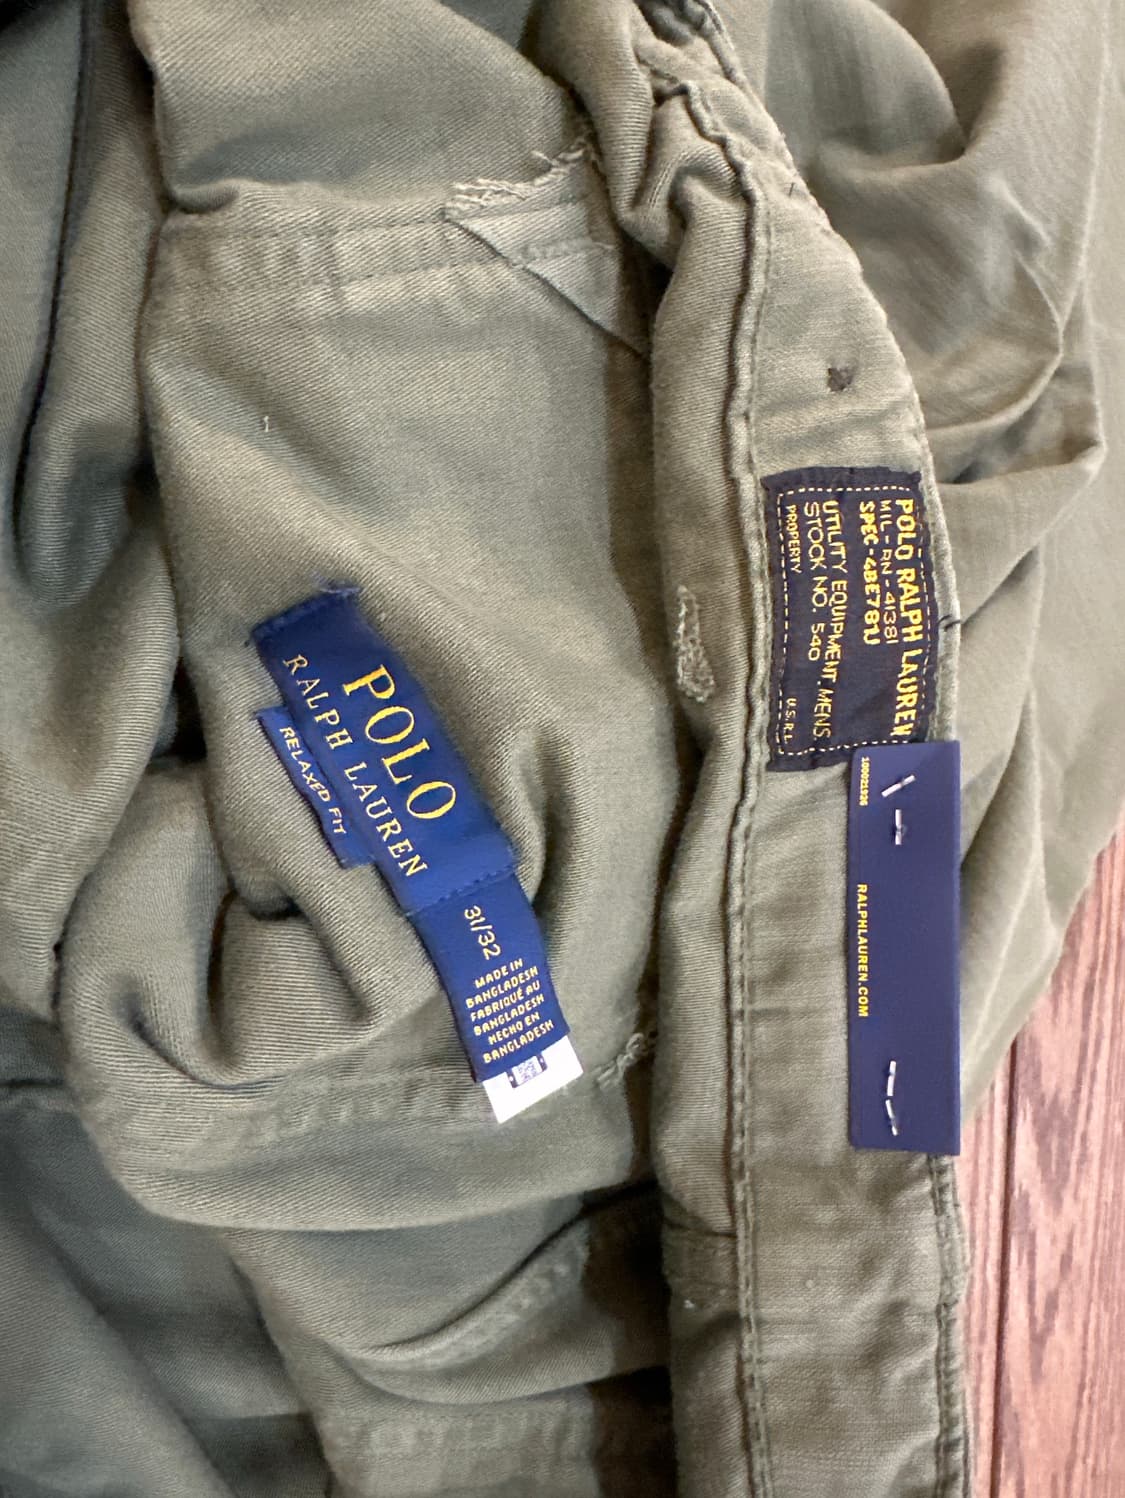 POLO RALPH LAUREN
MIL-RN-41381
SPEC-4BE781J
UTILITY EQUIPMENT, MENS
STOCK NO. 540
PROPERTY
U.S.R.L.
POLO
RALPH LAUREN
RELAXED FIT
31/32
MADE IN
BANGLADESH
FABRIQUÉ AU
BANGLADESH
HECHO EN
BANGLADESH
RALPHLAUREN.COM